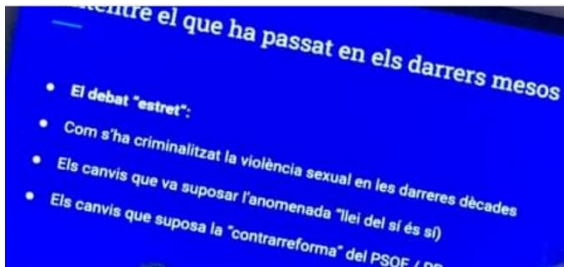 el que ha passat en els darrers mesos
El debat "estret":
Com s'ha criminalitzat la violència sexual en les darreres dècades
Els canvis que va suposar l'anomenada "llei del sí és sí)
Els canvis que suposa la "contrarreforma" del PSOE /